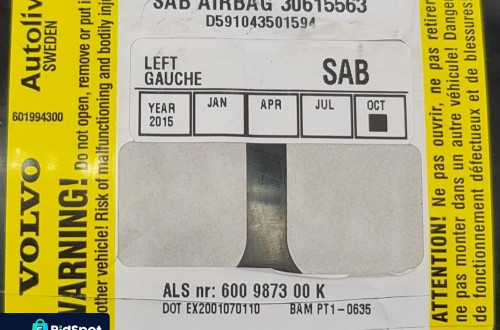 SAB AIRBAG 30615563
D591043501594
LEFT
GAUCHE
SAB
YEAR
2015
JAN
APR
JUL
OCT
ALS nr: 600 9873 00 K
DOT EX2001070110 BAM PT1-0635
Autoliv
SWEDEN
601994300
VOLVO
WARNING! Do not open, remove or put i
other vehicle! Risk of malfunctioning and bodily inj
ATTENTION! Ne pas ouvrir, ne pas retirer
ne pas monter dans un autre véhicule! Danger
de fonctionnement défectueux et de blessures
BidSpot